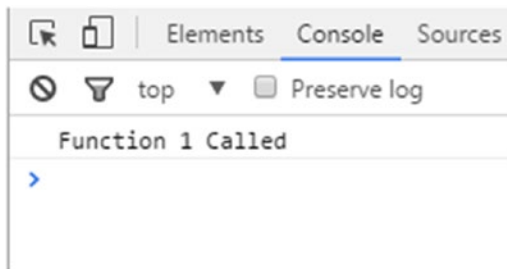 Elements Console Sources
top Preserve log
Function 1 Called